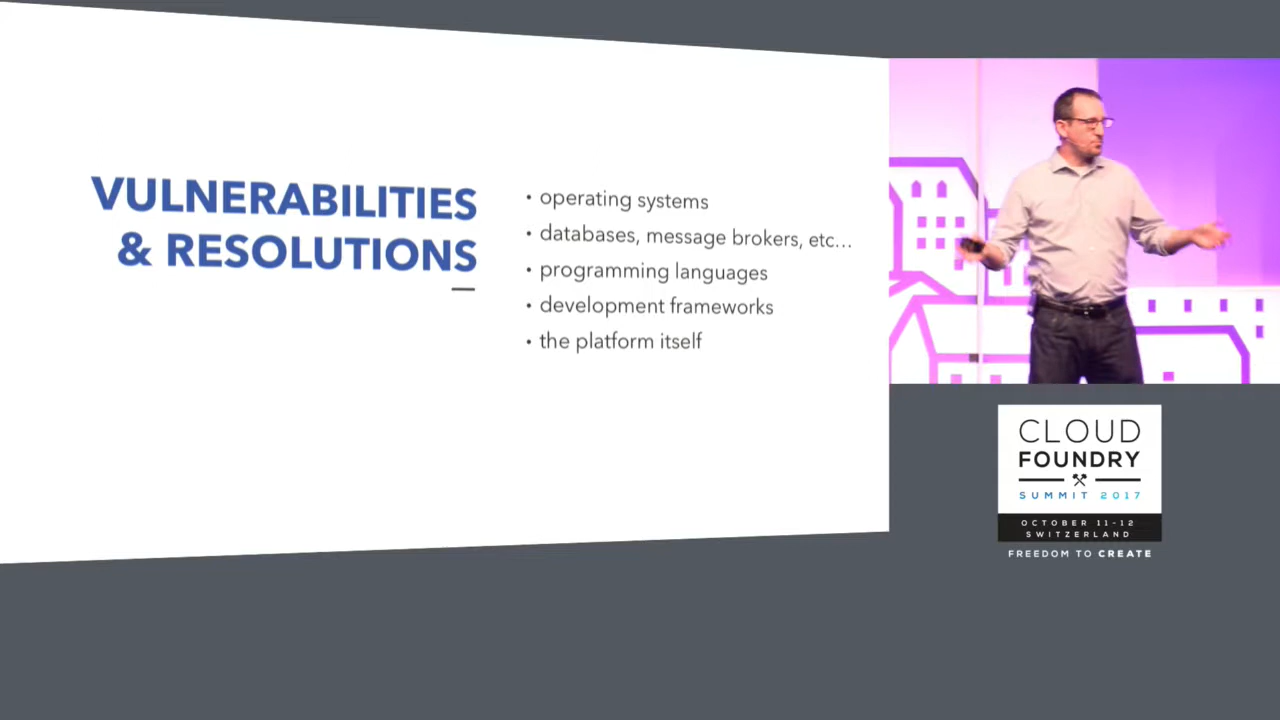 VULNERABILITIES
& RESOLUTIONS
• operating systems
• databases, message brokers, etc...
• programming languages
• development frameworks
• the platform itself
CLOUD
FOUNDRY
SUMMIT 2017
OCTOBER 11-12
SWITZERLAND
FREEDOM TO CREATE